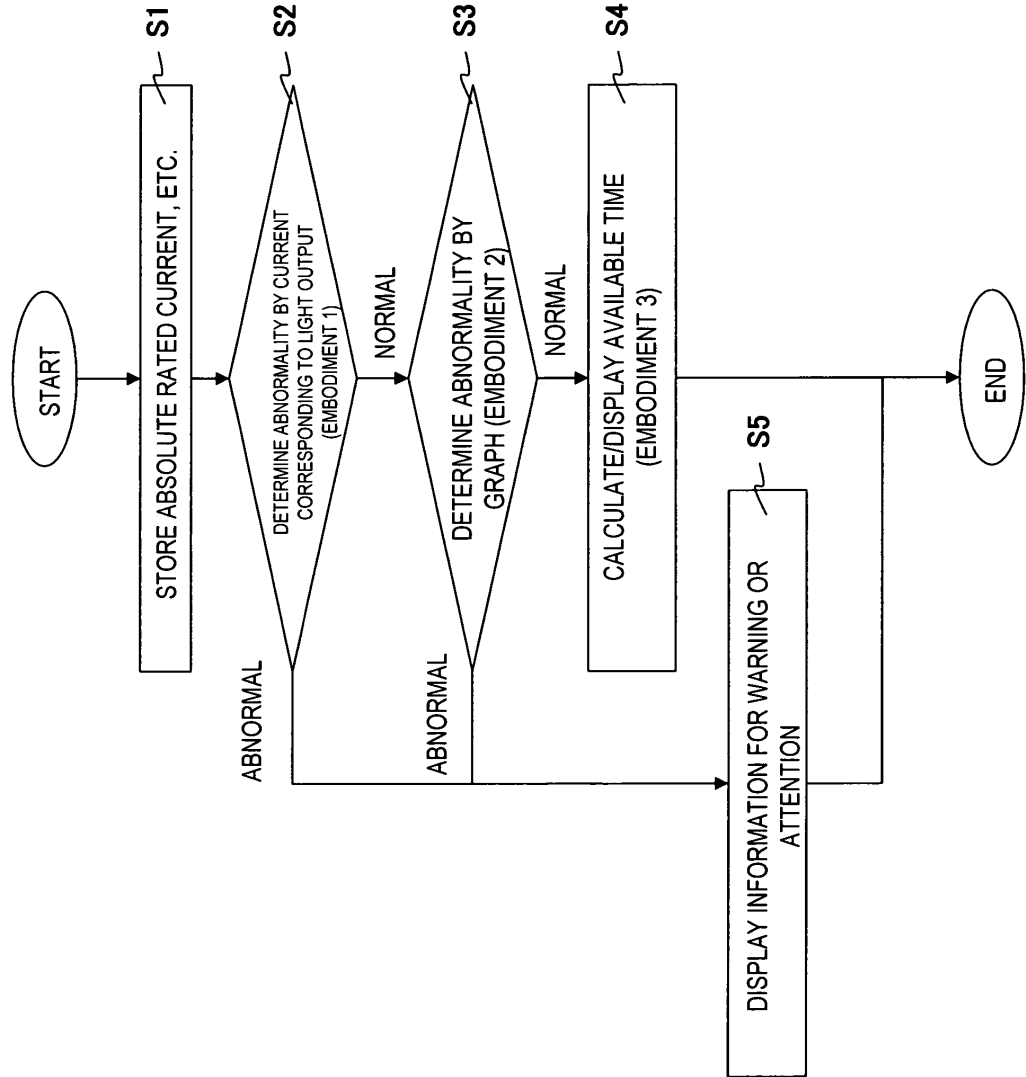 START
STORE ABSOLUTE RATED CURRENT, ETC.
S1
DETERMINE ABNORMALITY BY CURRENT
CORRESPONDING TO LIGHT OUTPUT
(EMBODIMENT 1)
S2
ABNORMAL
NORMAL
DETERMINE ABNORMALITY BY
GRAPH (EMBODIMENT 2)
S3
ABNORMAL
NORMAL
CALCULATE/DISPLAY AVAILABLE TIME
(EMBODIMENT 3)
S4
DISPLAY INFORMATION FOR WARNING OR
ATTENTION
S5
END